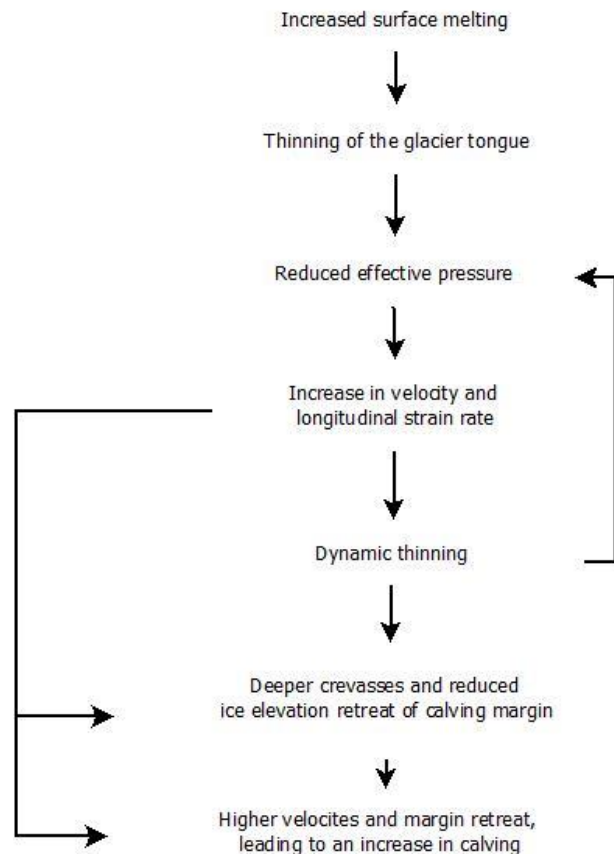 Increased surface melting
Thinning of the glacier tongue
Reduced effective pressure
Increase in velocity and
longitudinal strain rate
Dynamic thinning
Deeper crevasses and reduced
ice elevation retreat of calving margin
Higher velocites and margin retreat,
leading to an increase in calving